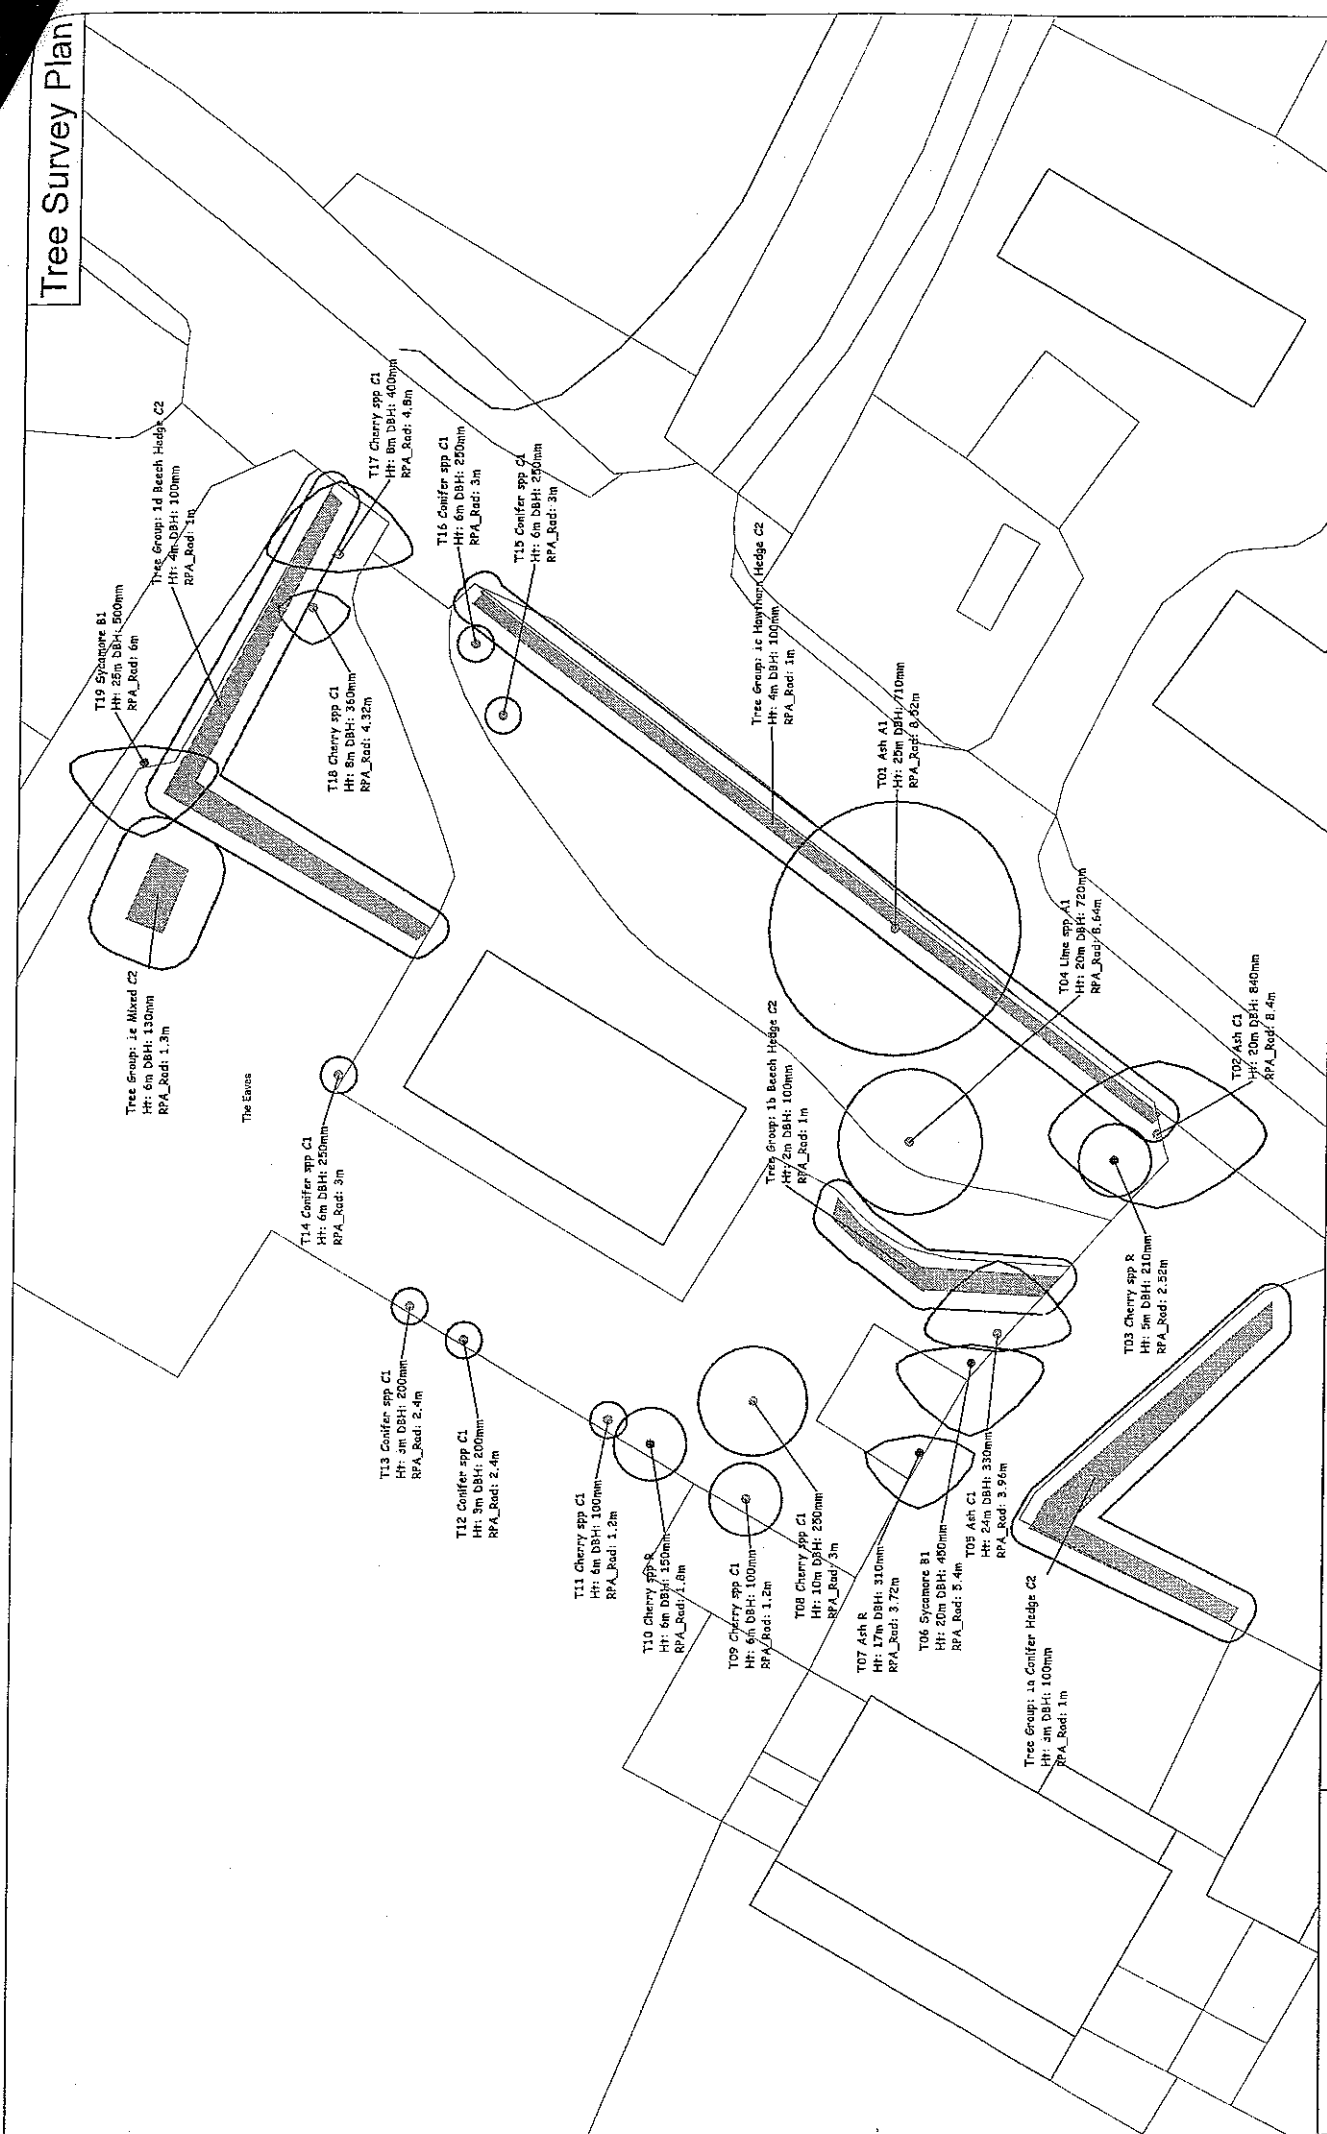 Tree Survey Plan
T19 Sycamore B1
Ht: 25m DBH: 500mm
RPA_Rad: 6m
Tree Group: 1d Beech Hedge C2
Ht: 4m DBH: 100mm
RPA_Rad: 1m
T17 Cherry spp C1
Ht: 8m DBH: 400mm
RPA_Rad: 4.8m
T16 Conifer spp C1
Ht: 6m DBH: 250mm
RPA_Rad: 3m
T15 Conifer spp C1
Ht: 6m DBH: 250mm
RPA_Rad: 3m
T18 Cherry spp C1
Ht: 8m DBH: 360mm
RPA_Rad: 4.32m
Tree Group: 1c Hawthorn Hedge C2
Ht: 4m DBH: 100mm
RPA_Rad: 1m
T01 Ash A1
Ht: 25m DBH: 710mm
RPA_Rad: 8.52m
Tree Group: 1e Mixed C2
Ht: 6m DBH: 130mm
RPA_Rad: 1.3m
The Eaves
T04 Lime spp A1
Ht: 20m DBH: 720mm
RPA_Rad: 8.64m
T02 Ash C1
Ht: 20m DBH: 840mm
RPA_Rad: 8.4m
Tree Group: 1b Beech Hedge C2
Ht: 2m DBH: 100mm
RPA_Rad: 1m
T14 Conifer spp C1
Ht: 6m DBH: 250mm
RPA_Rad: 3m
T03 Cherry spp R
Ht: 5m DBH: 210mm
RPA_Rad: 2.52m
T13 Conifer spp C1
Ht: 3m DBH: 200mm
RPA_Rad: 2.4m
T12 Conifer spp C1
Ht: 3m DBH: 200mm
RPA_Rad: 2.4m
T11 Cherry spp C1
Ht: 6m DBH: 100mm
RPA_Rad: 1.2m
T10 Cherry spp R
Ht: 6m DBH: 150mm
RPA_Rad: 1.8m
T09 Cherry spp C1
Ht: 6m DBH: 100mm
RPA_Rad: 1.2m
T08 Cherry spp C1
Ht: 10m DBH: 250mm
RPA_Rad: 3m
T07 Ash R
Ht: 17m DBH: 310mm
RPA_Rad: 3.72m
T06 Sycamore B1
Ht: 20m DBH: 450mm
RPA_Rad: 5.4m
T05 Ash C1
Ht: 24m DBH: 330mm
RPA_Rad: 3.96m
Tree Group: 1a Conifer Hedge C2
Ht: 3m DBH: 100mm
RPA_Rad: 1m